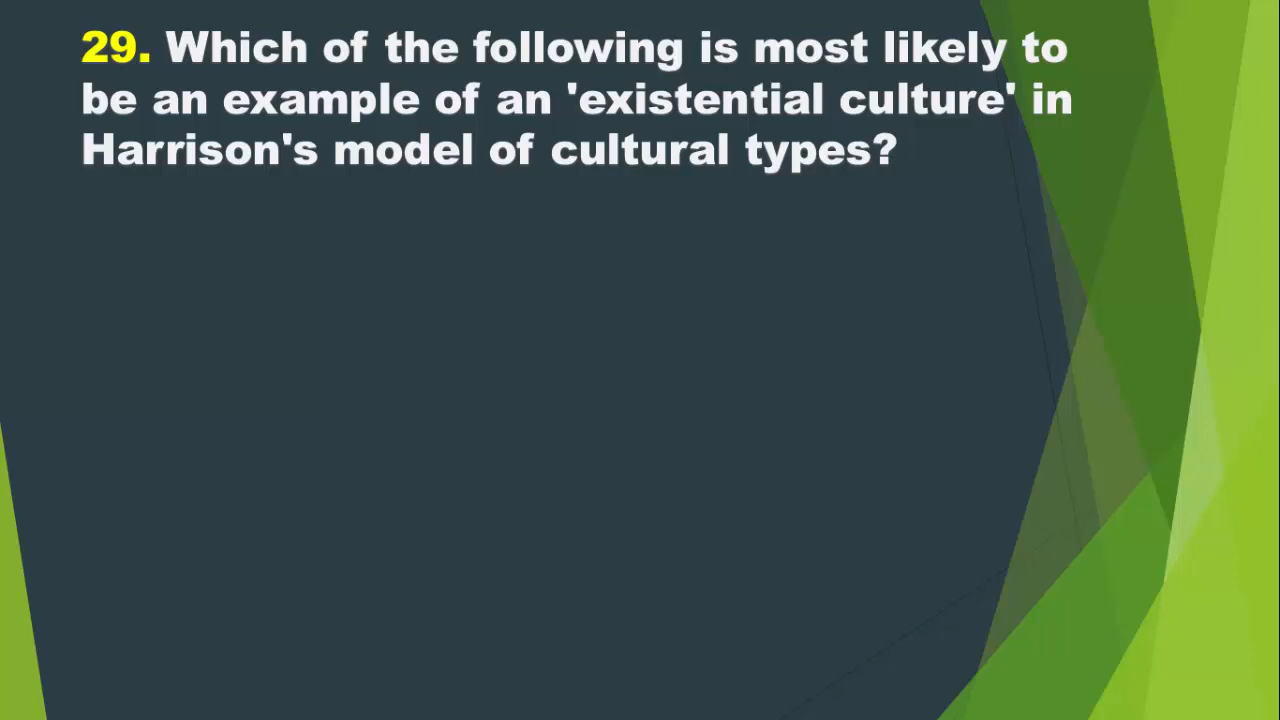 29. Which of the following is most likely to
be an example of an 'existential culture' in
Harrison's model of cultural types?